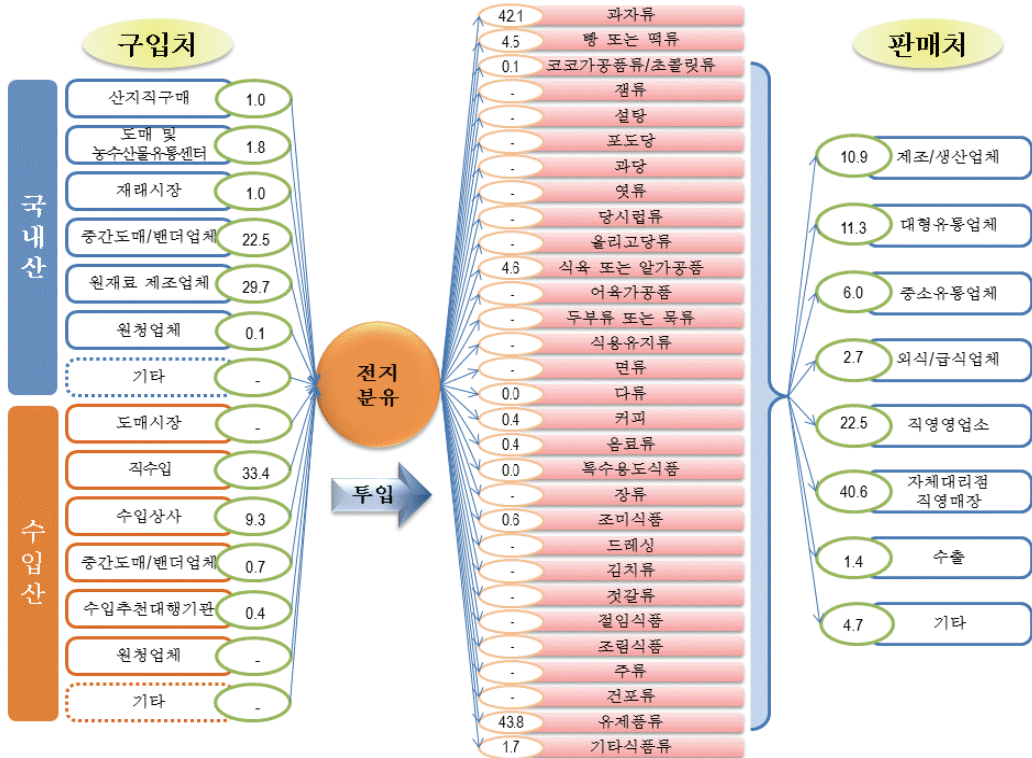 구입처
국내산
산지직구매
1.0
도매 및
농수산물유통센터
1.8
재래시장
1.0
중간도매/밴더업체
22.5
원재료 제조업체
29.7
원청업체
0.1
기타
-
수입산
도매시장
-
직수입
33.4
수입상사
9.3
중간도매/밴더업체
0.7
수입추천대행기관
0.4
원청업체
-
기타
-
전지
분유
투입
42.1
과자류
4.5
빵 또는 떡류
0.1
코코가공품류/초콜릿류
-
잼류
-
설탕
-
포도당
-
과당
-
엿류
-
당시럽류
-
올리고당류
4.6
식육 또는 알가공품
-
어육가공품
-
두부류 또는 묵류
-
식용유지류
-
면류
0.0
다류
0.4
커피
0.4
음료류
0.0
특수용도식품
-
장류
0.6
조미식품
-
드레싱
-
김치류
-
젓갈류
-
절임식품
-
조림식품
-
주류
-
건포류
43.8
유제품류
1.7
기타식품류
판매처
10.9
제조/생산업체
11.3
대형유통업체
6.0
중소유통업체
2.7
외식/급식업체
22.5
직영영업소
40.6
자체대리점
직영매장
1.4
수출
4.7
기타